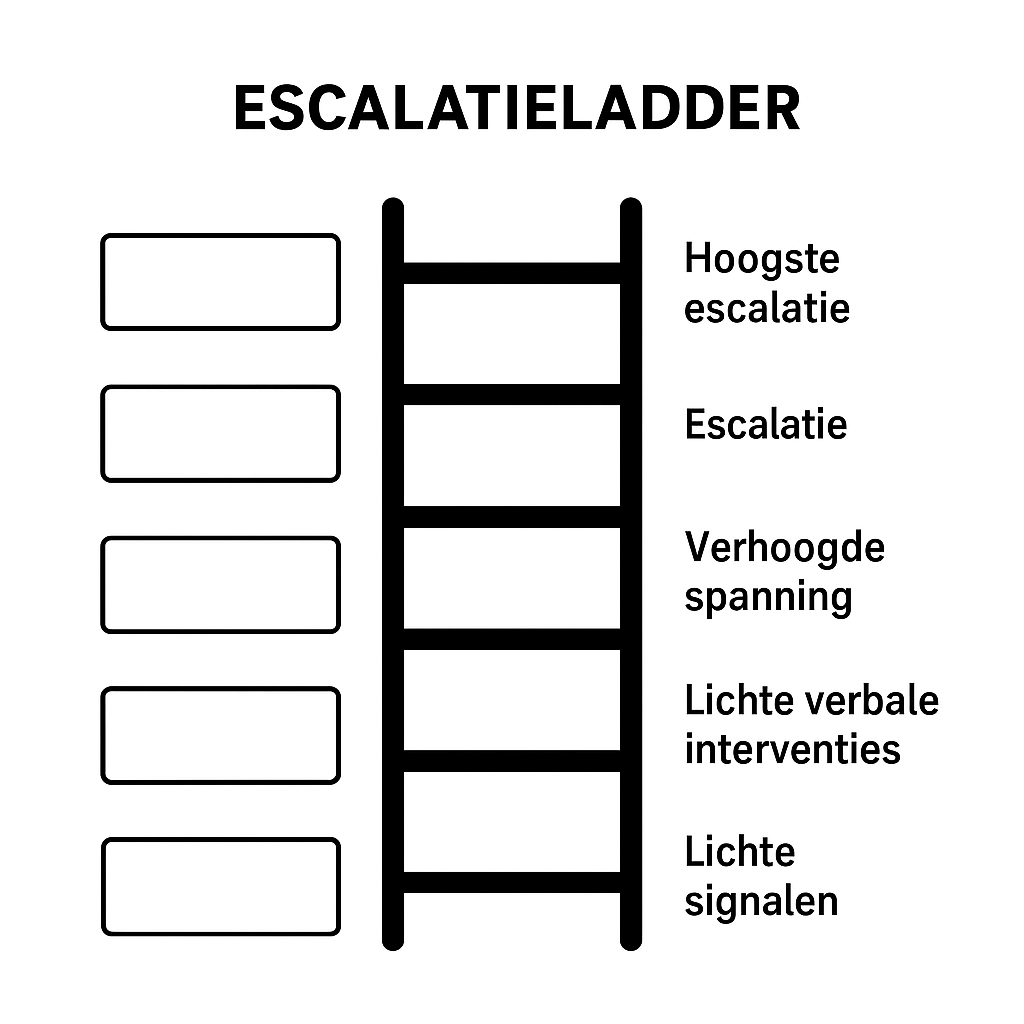 ESCALATIELADDER
Hoogste
escalatie
Escalatie
Verhoogde
spanning
Lichte verbale
interventies
Lichte
signalen